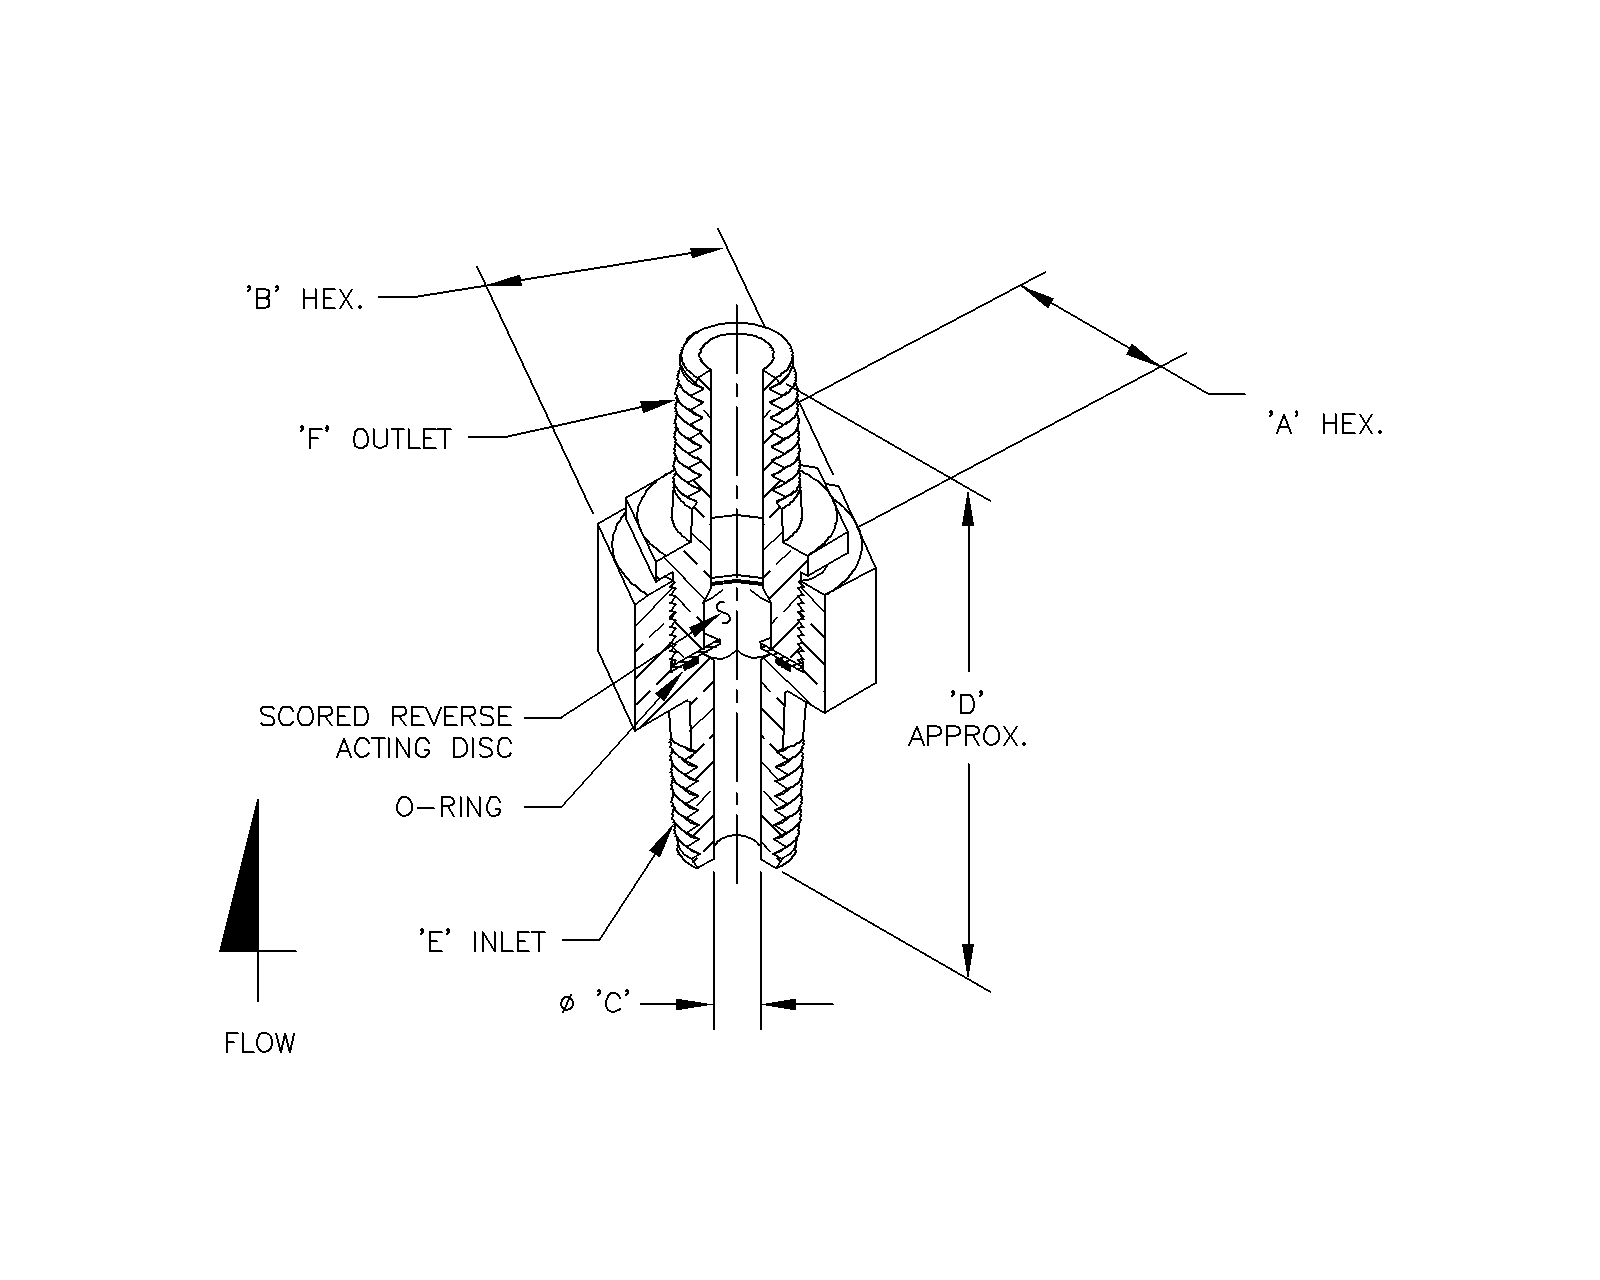 'B' HEX.
'A' HEX.
'F' OUTLET
'D'
APPROX.
SCORED REVERSE
ACTING DISC
O-RING
'E' INLET
ø 'C'
FLOW